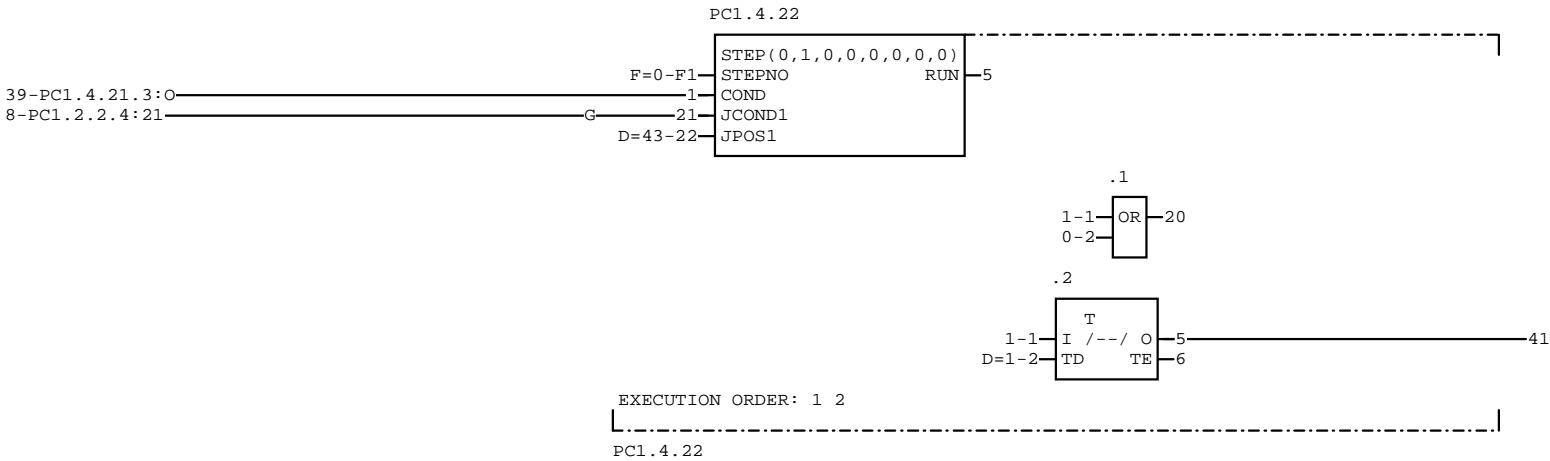 PC1.4.22
STEP(0,1,0,0,0,0,0,0)
F=0-F1 STEPNO RUN 5
39-PC1.4.21.3:O 1 COND
8-PC1.2.2.4:21 G 21 JCOND1
D=43-22 JPOS1
.1
1-1 OR 20
0-2
.2
T
1-1 I /--/ O 5 41
D=1-2 TD TE 6
EXECUTION ORDER: 1 2
PC1.4.22